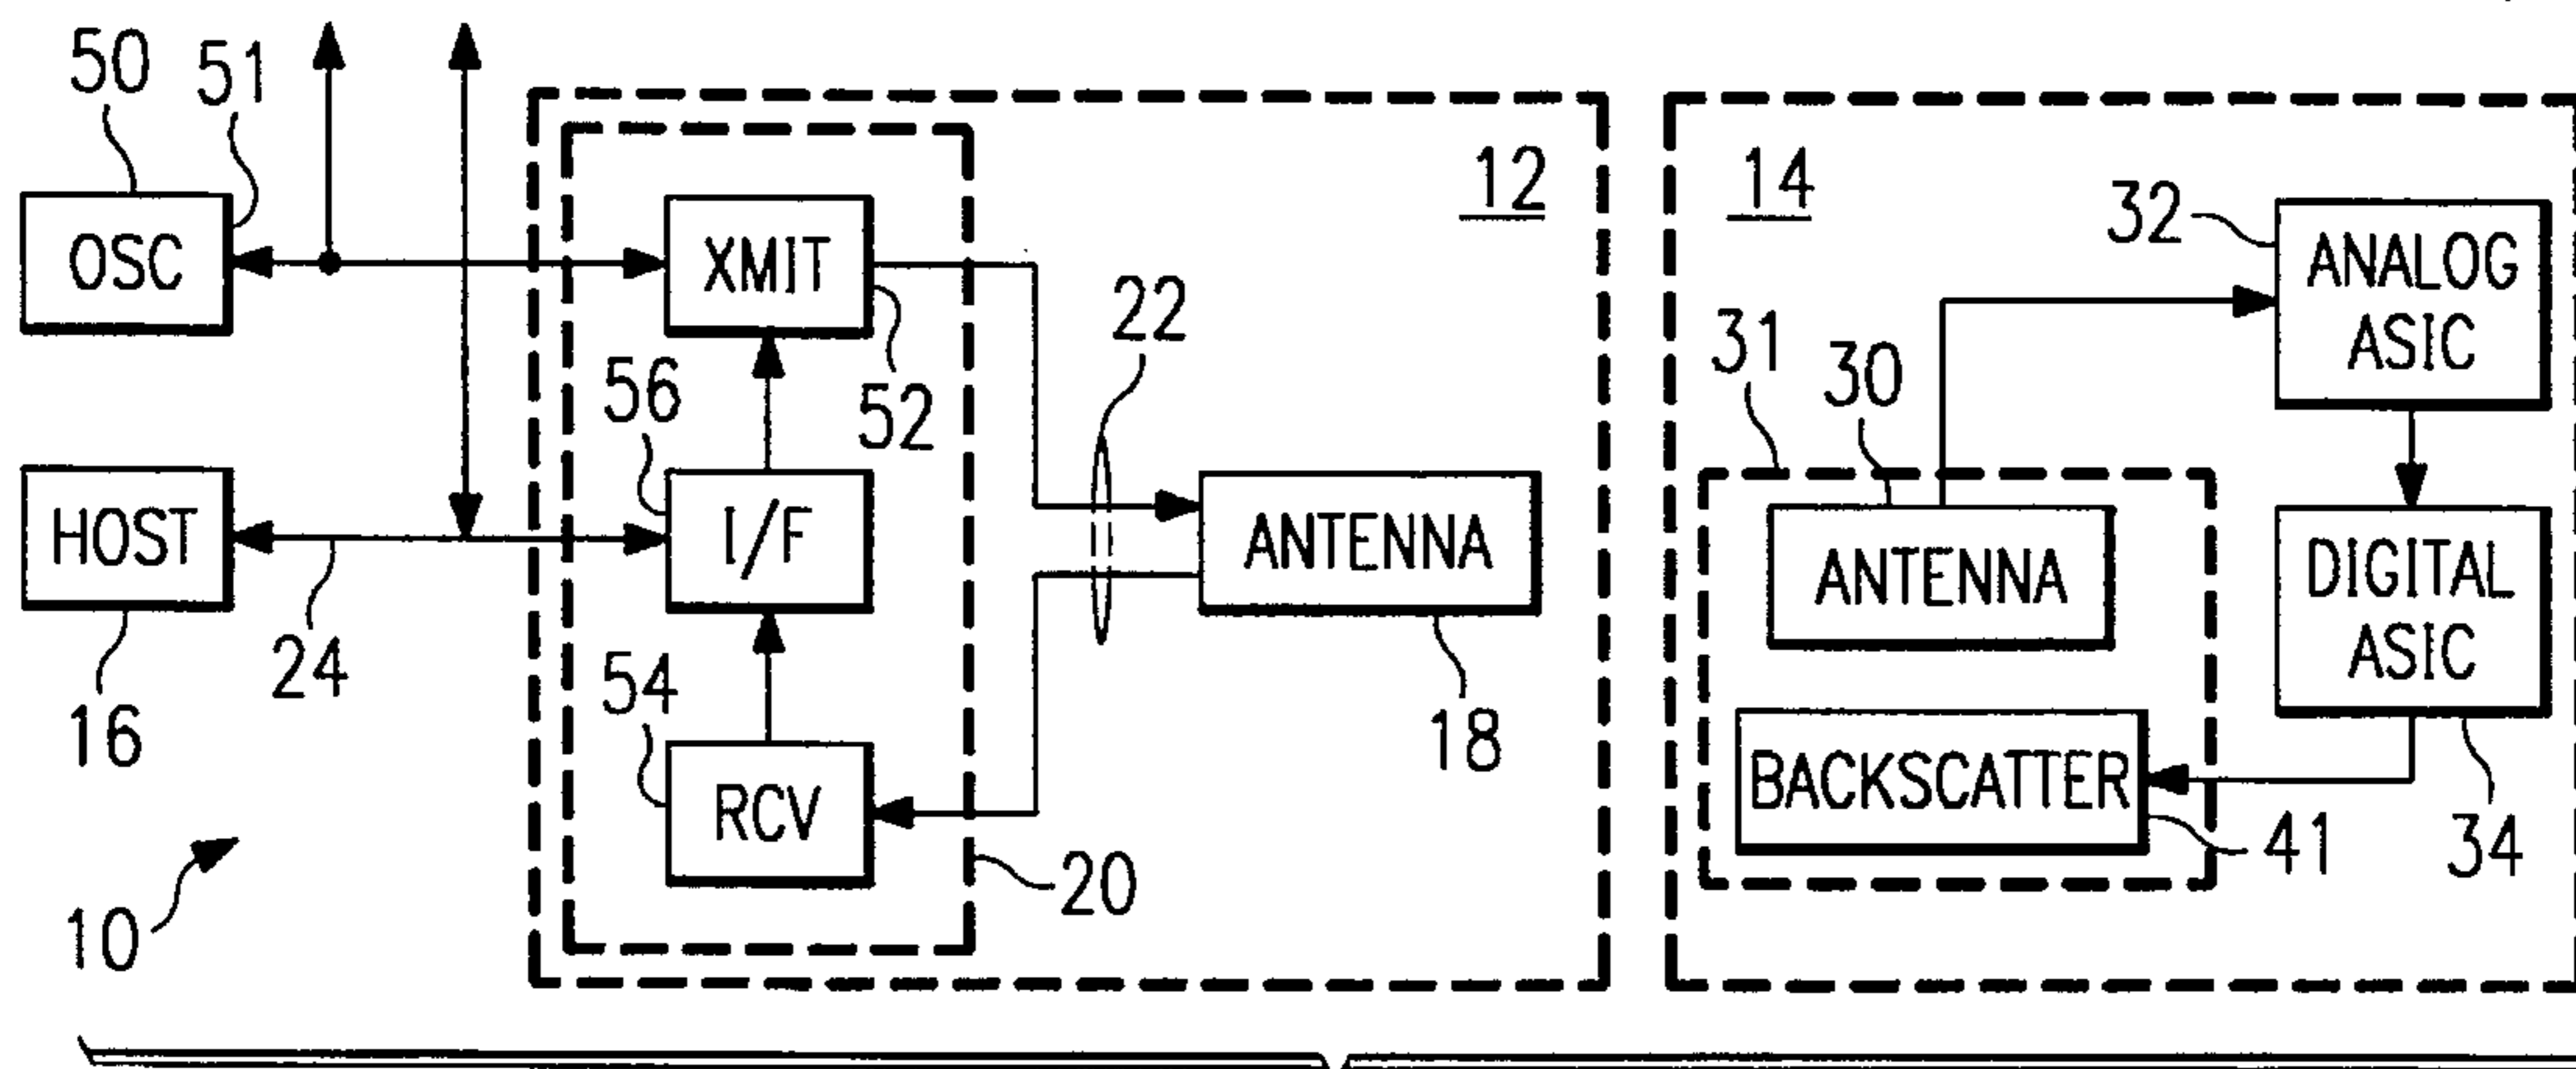 50
51
OSC
HOST
16
24
10
12
XMIT
52
56
I/F
54
RCV
20
22
ANTENNA
18
14
32
ANALOG
ASIC
31
30
ANTENNA
DIGITAL
ASIC
34
BACKSCATTER
41